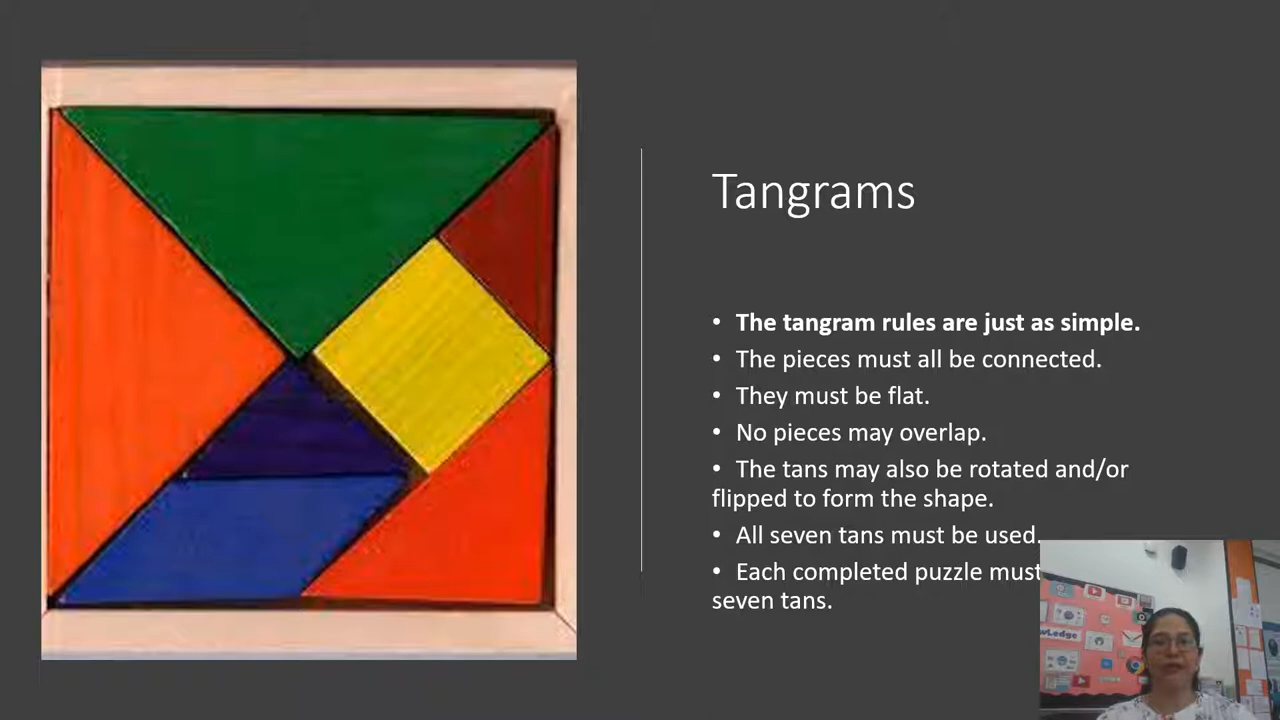 Tangrams
• The tangram rules are just as simple.
• The pieces must all be connected.
• They must be flat.
• No pieces may overlap.
• The tans may also be rotated and/or
flipped to form the shape.
• All seven tans must be used.
• Each completed puzzle must
seven tans.